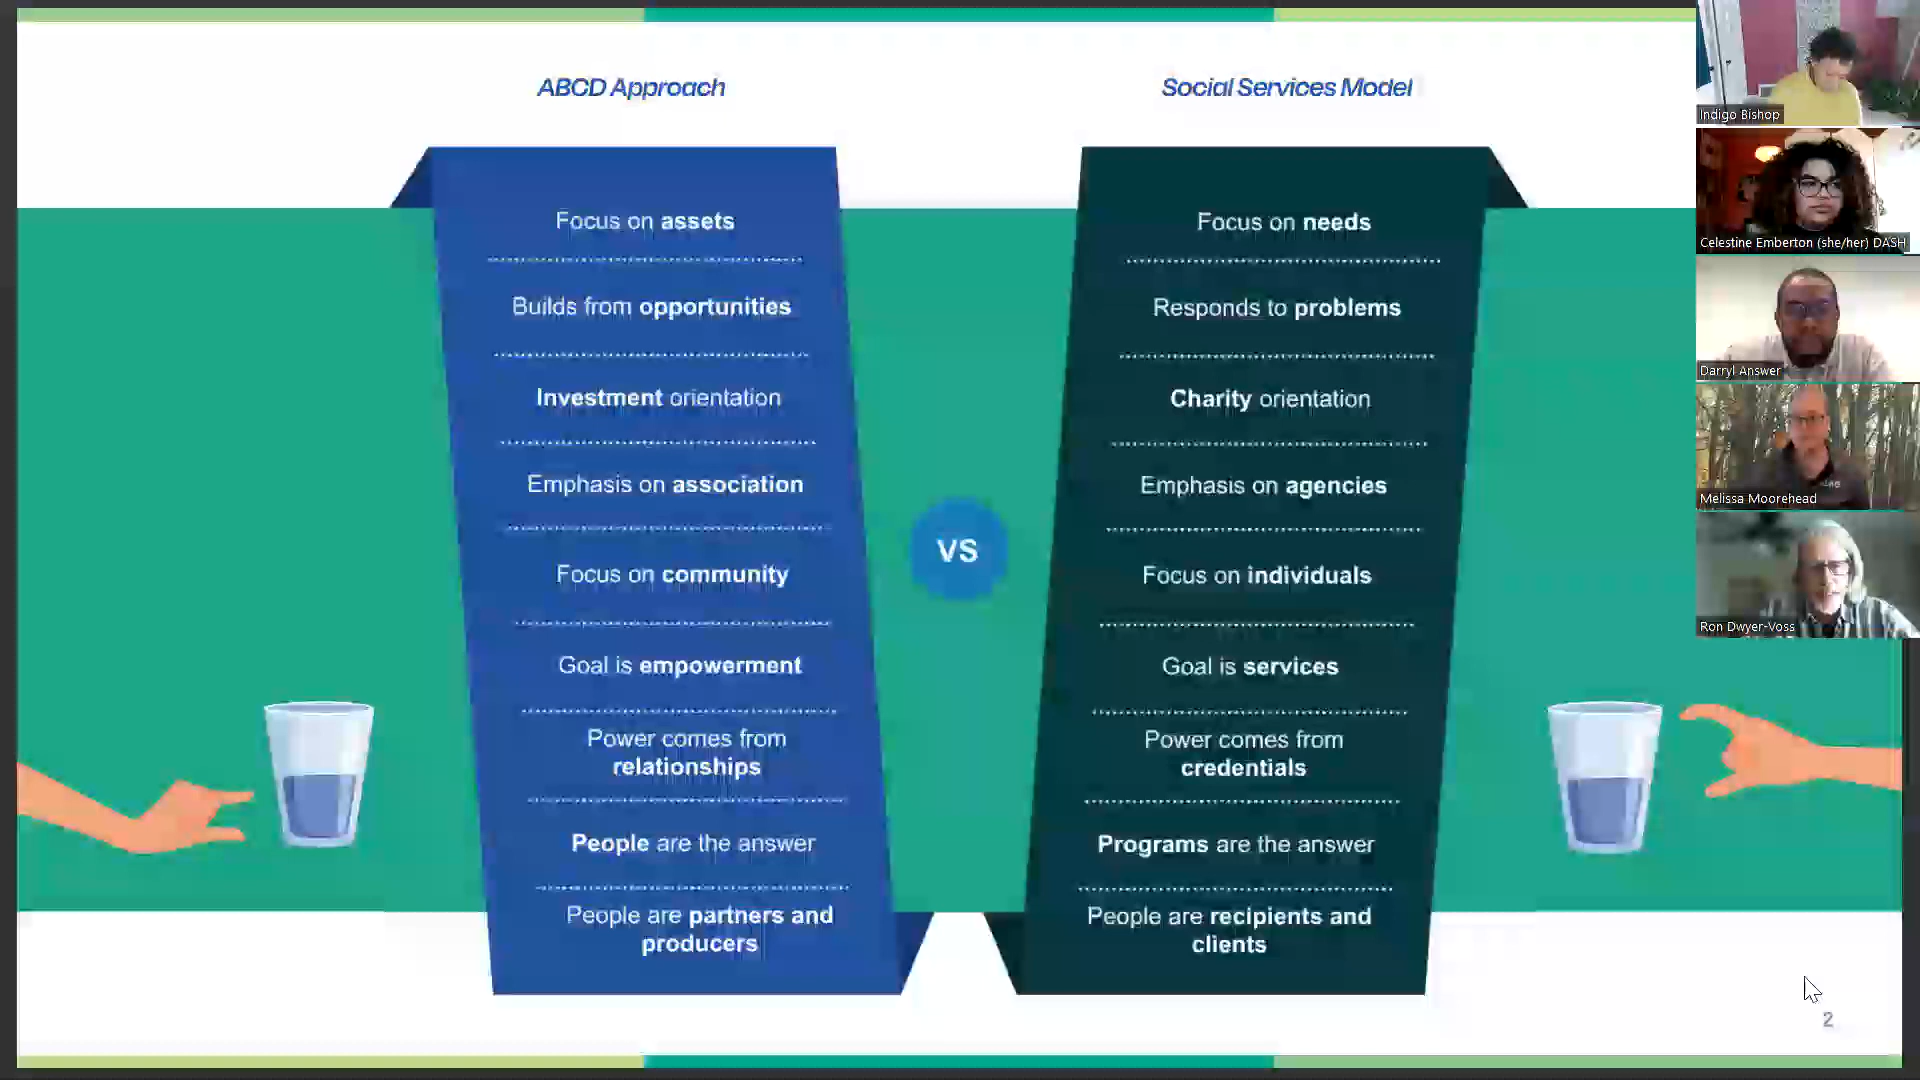 ABCD Approach
Focus on assets
Builds from opportunities
Investment orientation
Emphasis on association
Focus on community
Goal is empowerment
Power comes from
relationships
People are the answer
People are partners and
producers
VS
Social Services Model
Focus on needs
Responds to problems
Charity orientation
Emphasis on agencies
Focus on individuals
Goal is services
Power comes from
credentials
Programs are the answer
People are recipients and
clients
2
Indigo Bishop
Celestine Emberton (she/her) DASH
Darryl Answer
Melissa Moorehead
Ron Dwyer-Voss